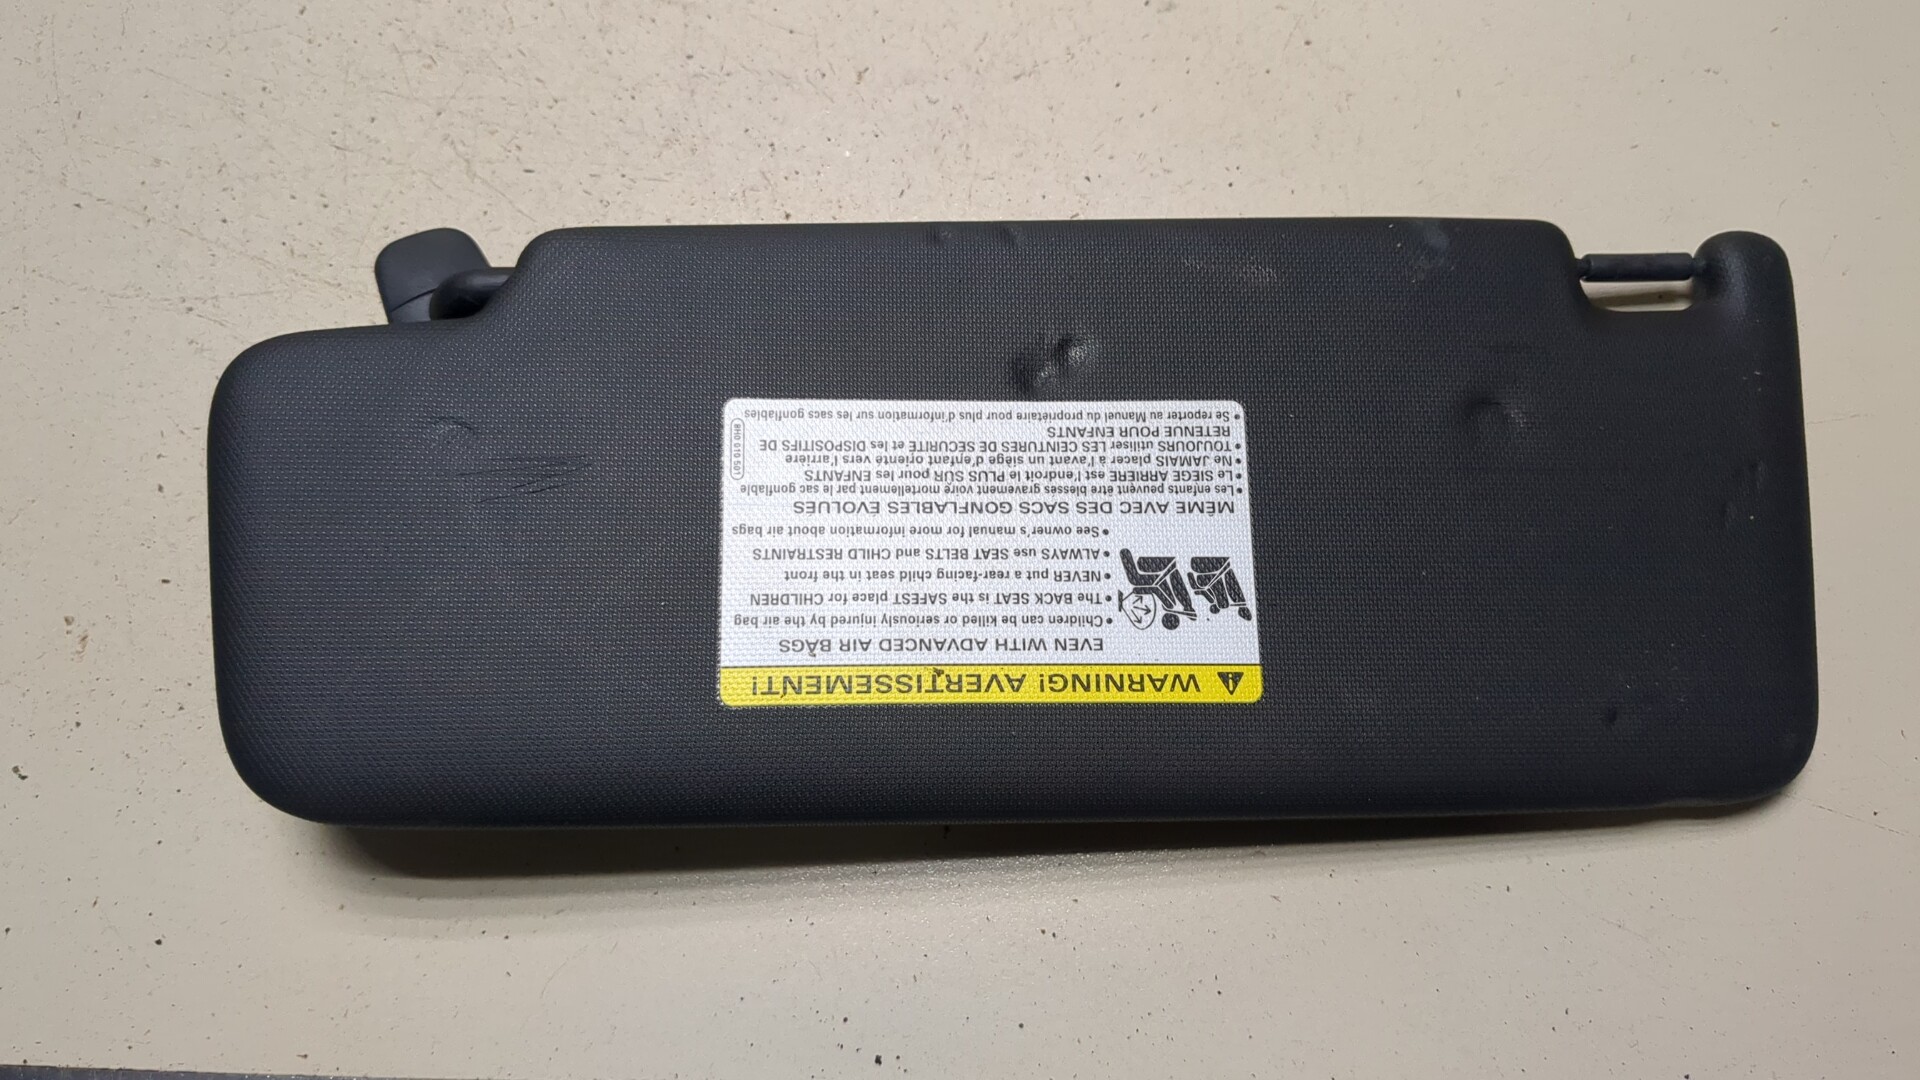 WARNING! AVERTISSEMENT!
EVEN WITH ADVANCED AIR BAGS
• Children can be killed or seriously injured by the air bag
• The BACK SEAT is the SAFEST place for CHILDREN
• NEVER put a rear-facing child seat in the front
• ALWAYS use SEAT BELTS and CHILD RESTRAINTS
• See owner's manual for more information about air bags
MÊME AVEC DES SACS GONFLABLES ÉVOLUÉS
• Les enfants peuvent être blessés gravement voire mortellement par le sac gonflable
• Le SIEGE ARRIERE est l'endroit le PLUS SÛR pour les ENFANTS
• Ne JAMAIS placer à l'avant un siège d'enfant orienté vers l'arrière
• TOUJOURS utiliser LES CEINTURES DE SÉCURITÉ et les DISPOSITIFS DE
RETENUE POUR ENFANTS
• Se reporter au Manuel du propriétaire pour plus d'information sur les sacs gonflables
8H0 010 501